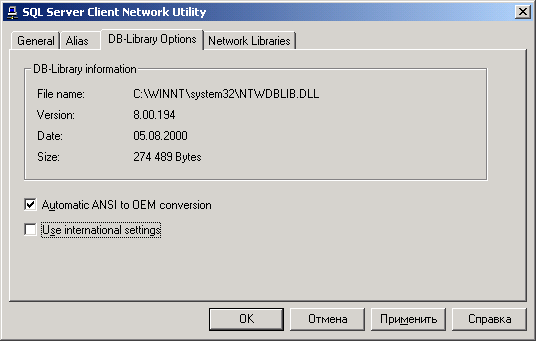 SQL Server Client Network Utility
General Alias DB-Library Options Network Libraries
DB-Library information
File name: C:\WINNT\system32\NTWDBLIB.DLL
Version: 8.00.194
Date: 05.08.2000
Size: 274 489 Bytes
Automatic ANSI to OEM conversion
Use international settings
OK Отмена Применить Справка